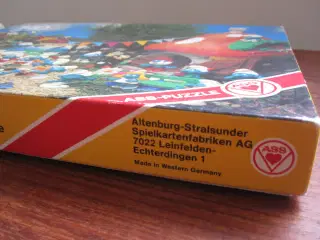 ASS-PUZZLE
Altenburg-Stralsunder
Spielkartenfabriken AG
7022 Leinfelden-
Echterdingen 1
Made in Western Germany
ASS